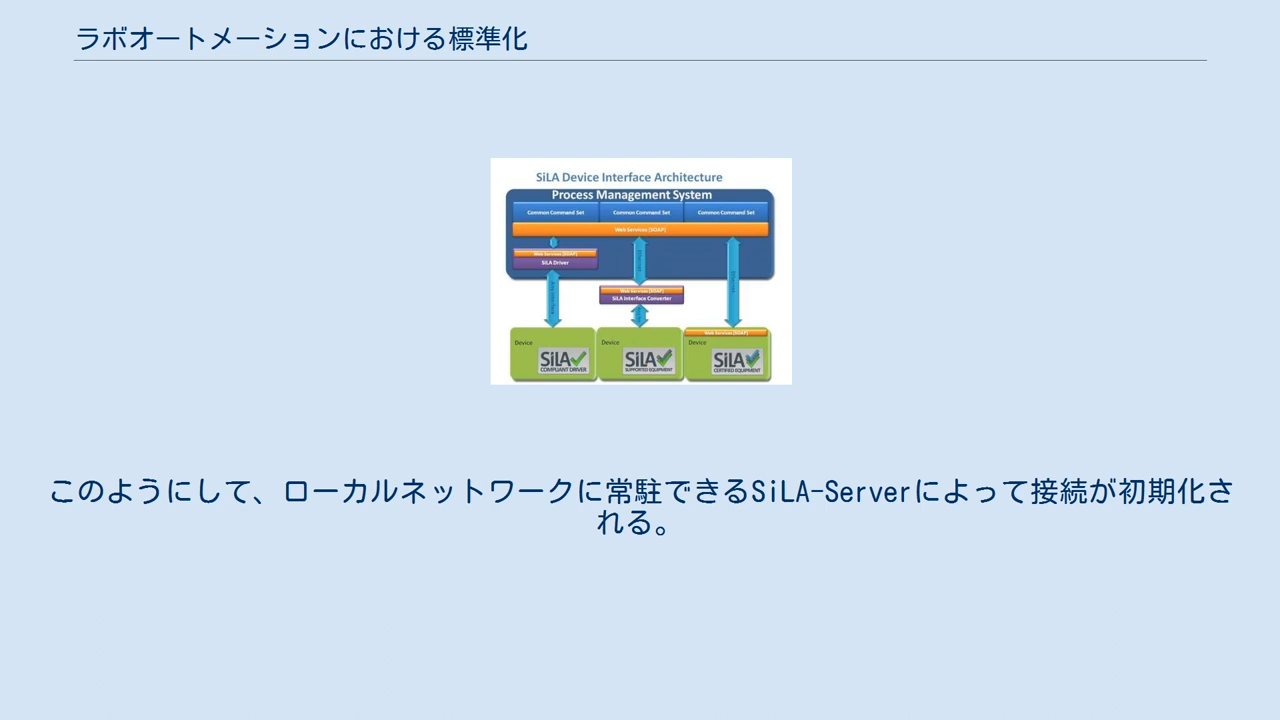 ラボオートメーションにおける標準化
SiLA Device Interface Architecture
Process Management System
Common Command Set
Common Command Set
Common Command Set
Web Services [SOAP]
Web Services [SOAP]
SiLA Driver
Ethernet
Ethernet
Web Services [SOAP]
SiLA Interface Converter
Web Services [SOAP]
Device
SiLA
COMPLIANT DRIVER
Device
SiLA
SUPPORTED EQUIPMENT
Device
SiLA
CERTIFIED EQUIPMENT
このようにして、ローカルネットワークに常駐できるSiLA-Serverによって接続が初期化さ
れる。